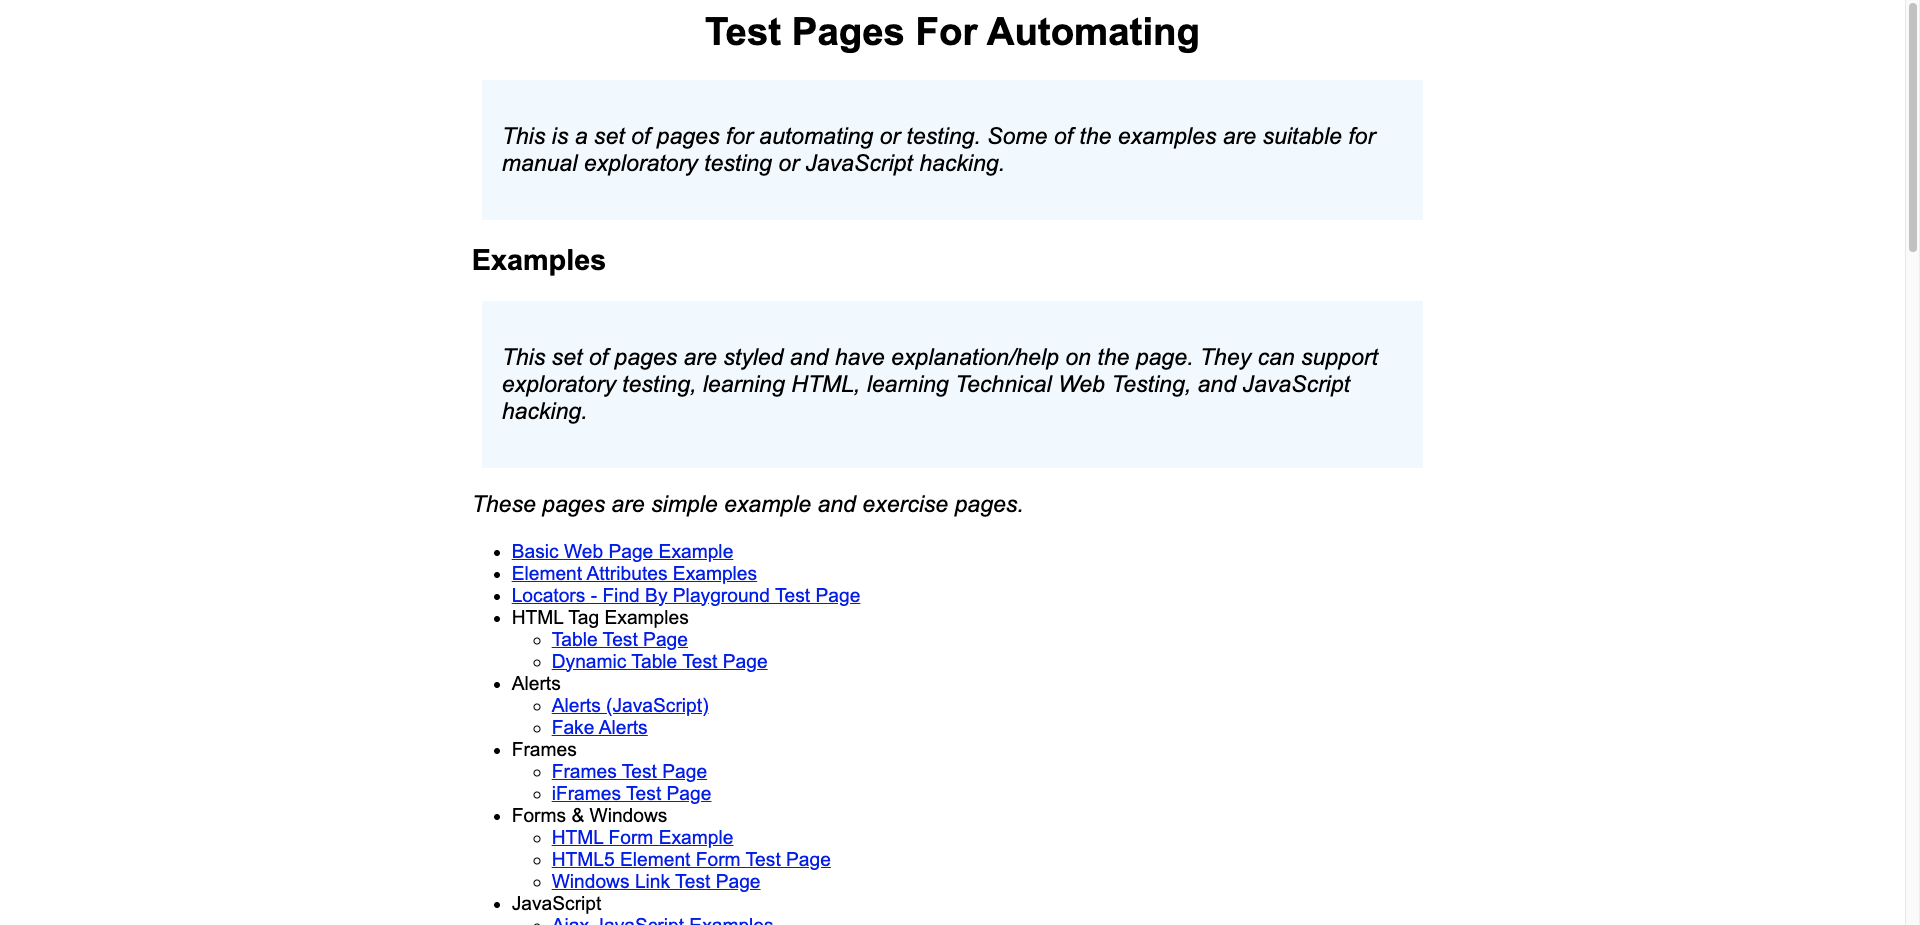 Test Pages For Automating
This is a set of pages for automating or testing. Some of the examples are suitable for
manual exploratory testing or JavaScript hacking.
Examples
This set of pages are styled and have explanation/help on the page. They can support
exploratory testing, learning HTML, learning Technical Web Testing, and JavaScript
hacking.
These pages are simple example and exercise pages.
Basic Web Page Example
Element Attributes Examples
Locators - Find By Playground Test Page
HTML Tag Examples
Table Test Page
Dynamic Table Test Page
Alerts
Alerts (JavaScript)
Fake Alerts
Frames
Frames Test Page
iFrames Test Page
Forms & Windows
HTML Form Example
HTML5 Element Form Test Page
Windows Link Test Page
JavaScript
Ajax JavaScript Examples